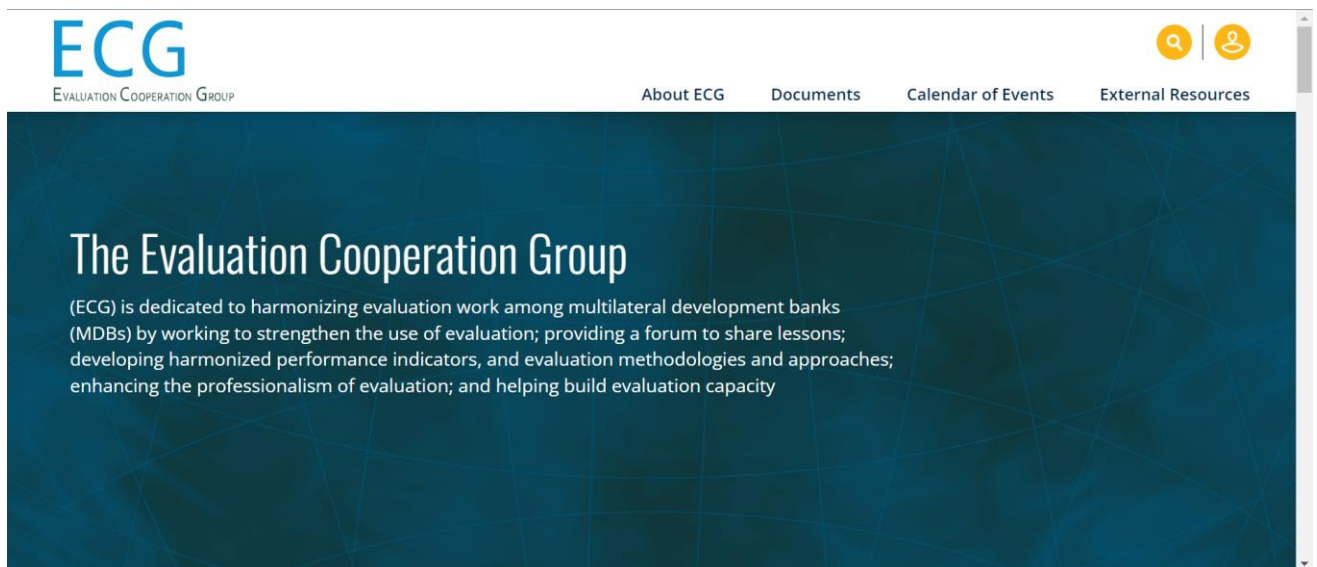 ECG
Evaluation Cooperation Group
About ECG Documents Calendar of Events External Resources
The Evaluation Cooperation Group
(ECG) is dedicated to harmonizing evaluation work among multilateral development banks
(MDBs) by working to strengthen the use of evaluation; providing a forum to share lessons;
developing harmonized performance indicators, and evaluation methodologies and approaches;
enhancing the professionalism of evaluation; and helping build evaluation capacity